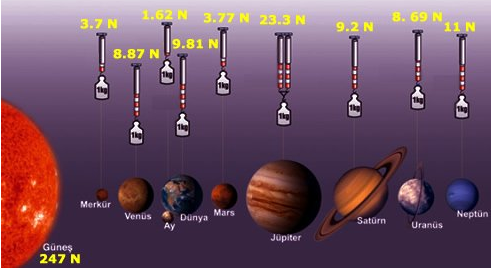 3.7 N
8.87 N
1.62 N
9.81 N
3.77 N
23.3 N
9.2 N
8. 69 N
11 N
1kg
1kg
1kg
1kg
1kg
1kg
1kg
1kg
1kg
Merkür
Venüs
Ay
Dünya
Mars
Jüpiter
Satürn
Uranüs
Neptün
Güneş
247 N